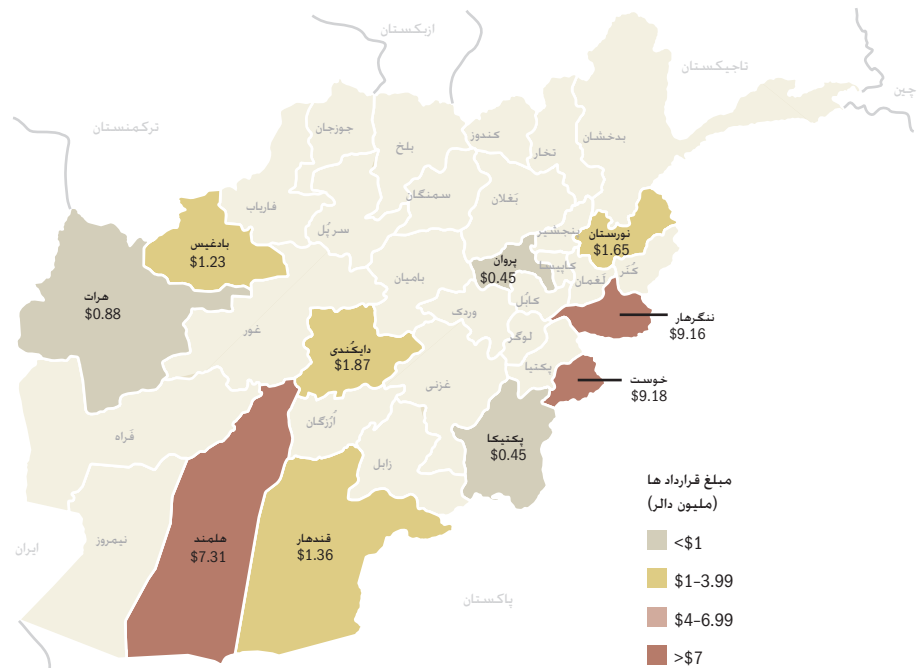 ازبکستان
تاجیکستان
چین
ترکمنستان
جوزجان
بلخ
کندوز
تخار
بدخشان
فاریاب
سرپُل
سمنگان
بَغلان
پنجشیر
نورستان
$1.65
بادغیس
$1.23
پروان
$0.45
کاپیسا
لَغمان
کُنَر
هرات
$0.88
بامیان
کابُل
وردک
ننگرهار
$9.16
غور
دایکُندی
$1.87
لوگر
پکتیا
خوست
$9.18
غزنی
فَراه
اُرُزگان
زابل
پکتیکا
$0.45
نیمروز
هلمند
$7.31
قندهار
$1.36
ایران
پاکستان
مبلغ قرارداد ها
(ملیون دالر)
<$1
$1–3.99
$4–6.99
>$7